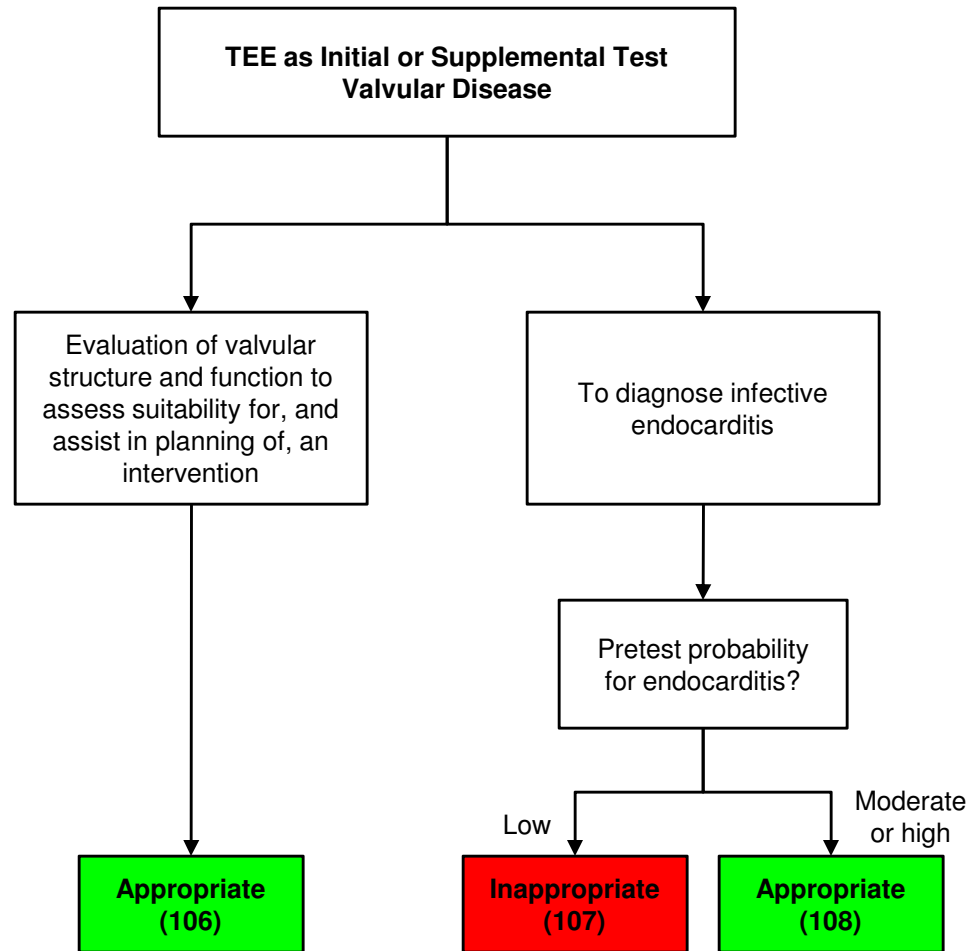 TEE as Initial or Supplemental Test
Valvular Disease
Evaluation of valvular
structure and function to
assess suitability for, and
assist in planning of, an
intervention
To diagnose infective
endocarditis
Pretest probability
for endocarditis?
Low
Moderate
or high
Appropriate
(106)
Inappropriate
(107)
Appropriate
(108)